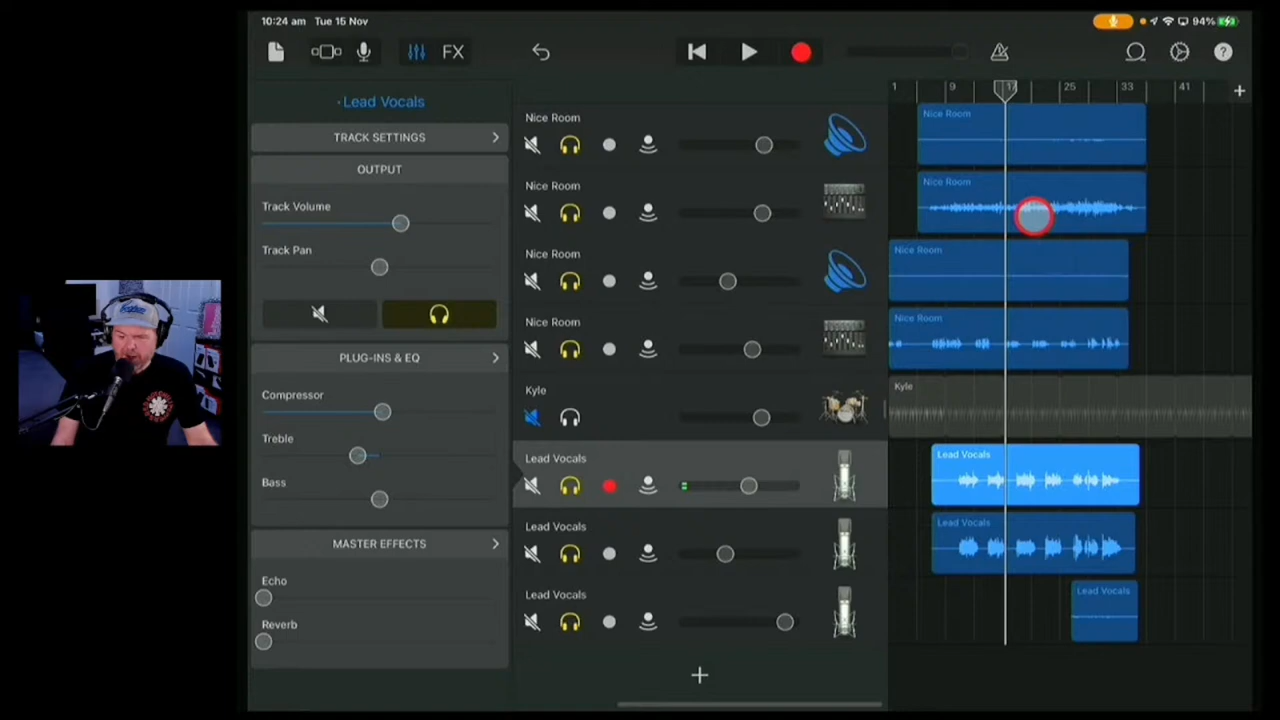 10:24 am Tue 15 Nov
94%
FX
Lead Vocals
TRACK SETTINGS
OUTPUT
Track Volume
Track Pan
PLUG-INS & EQ
Compressor
Treble
Bass
MASTER EFFECTS
Echo
Reverb
Nice Room
Nice Room
Nice Room
Nice Room
Kyle
Lead Vocals
Lead Vocals
Lead Vocals
1 9 17 25 33 41
Nice Room
Nice Room
Nice Room
Nice Room
Kyle
Lead Vocals
Lead Vocals
Lead Vocals